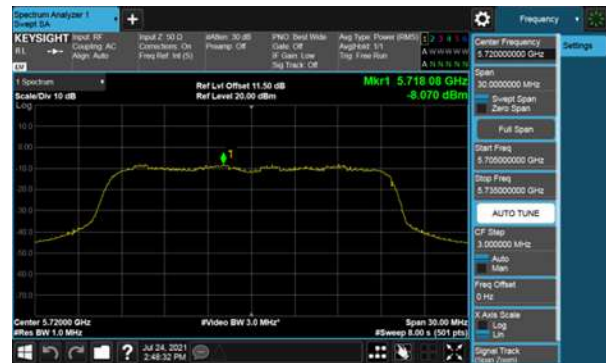 Spectrum Analyzer 1
Swept SA
Frequency
KEYSIGHT
Input: RF
Coupling: AC
Align: Auto
Input Z: 50 Ω
Corrections: On
Freq Ref: Int (S)
#Atten: 30 dB
Preamp: Off
PNO: Best Wide
Gate: Off
IF Gain: Low
Sig Track: Off
Avg Type: Power (RMS)
Avg|Hold: 1/1
Trig: Free Run
1 2 3 4 5 6
A W W W W W
A N N N N N
Center Frequency
5.720000000 GHz
Settings
Span
30.0000000 MHz
Swept Span
Zero Span
Full Span
Start Freq
5.705000000 GHz
Stop Freq
5.735000000 GHz
AUTO TUNE
CF Step
3.000000 MHz
Auto
Man
Freq Offset
0 Hz
X Axis Scale
Log
Lin
Signal Track
(Span Zoom)
1 Spectrum
Scale/Div 10 dB
Log
Ref Lvl Offset 11.50 dB
Ref Level 20.00 dBm
Mkr1 5.718 08 GHz
-8.070 dBm
10.0
0.00
1
Center 5.72000 GHz
#Res BW 1.0 MHz
#Video BW 3.0 MHz*
Span 30.00 MHz
#Sweep 8.00 s (501 pts)
Jul 24, 2021
2:48:32 PM